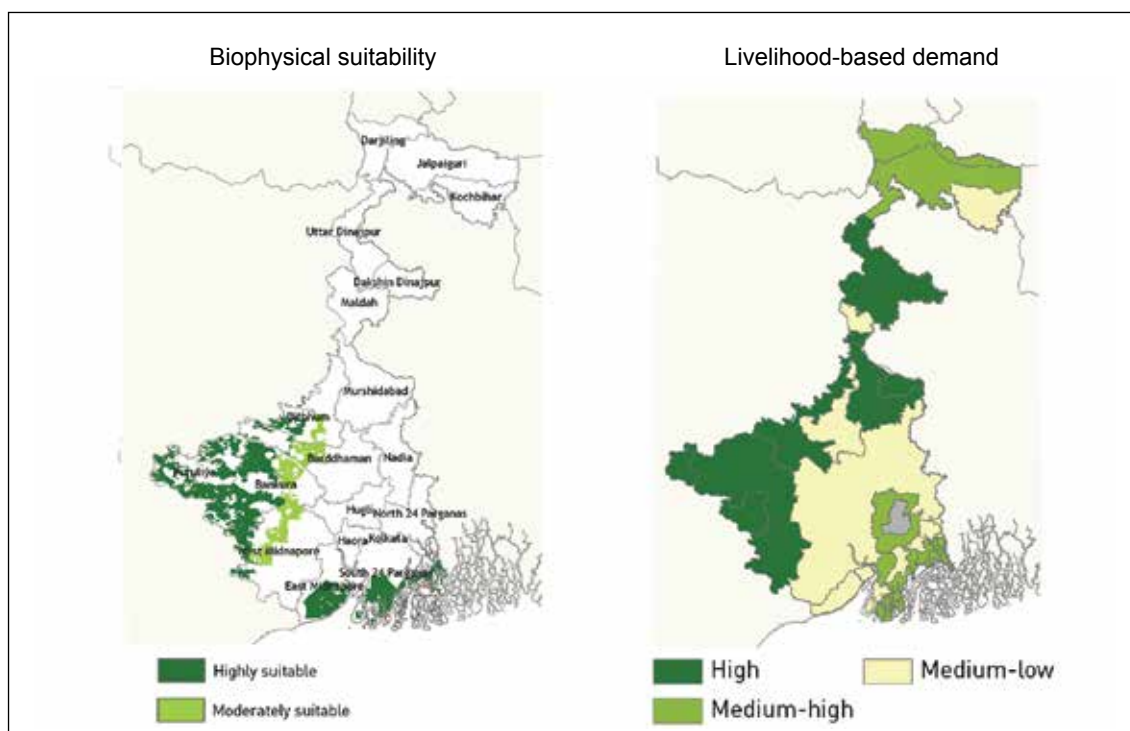 Biophysical suitability
Livelihood-based demand
Darjiling
Jalpaiguri
Kochbihar
Uttar Dinajpur
Dakshin Dinajpur
Maldah
Murshidabad
Birbhum
Barddhaman
Nadia
Puruliya
Bankura
Hugli
North 24 Parganas
West Midnapore
Haora
Kolkata
South 24 Parganas
East Midnapore
Highly suitable
Moderately suitable
High
Medium-low
Medium-high